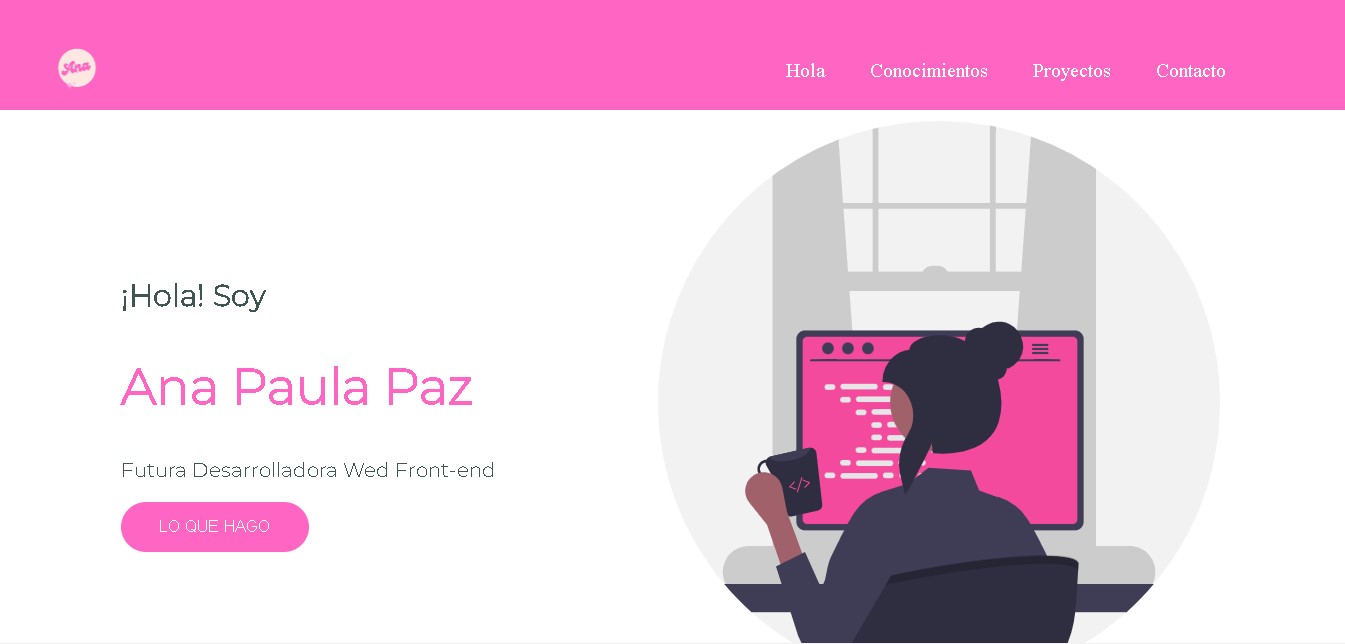 Ana
Hola Conocimientos Proyectos Contacto
¡Hola! Soy
Ana Paula Paz
Futura Desarrolladora Wed Front-end
LO QUE HAGO
</>